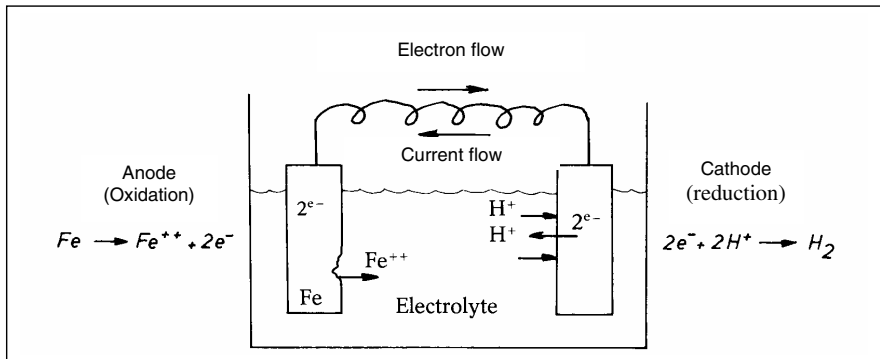 Electron flow
Current flow
Anode
(Oxidation)
Fe → Fe⁺⁺ + 2e⁻
2e⁻
Fe⁺⁺
Fe
Electrolyte
H⁺
H⁺
2e⁻
Cathode
(reduction)
2e⁻ + 2H⁺ → H₂